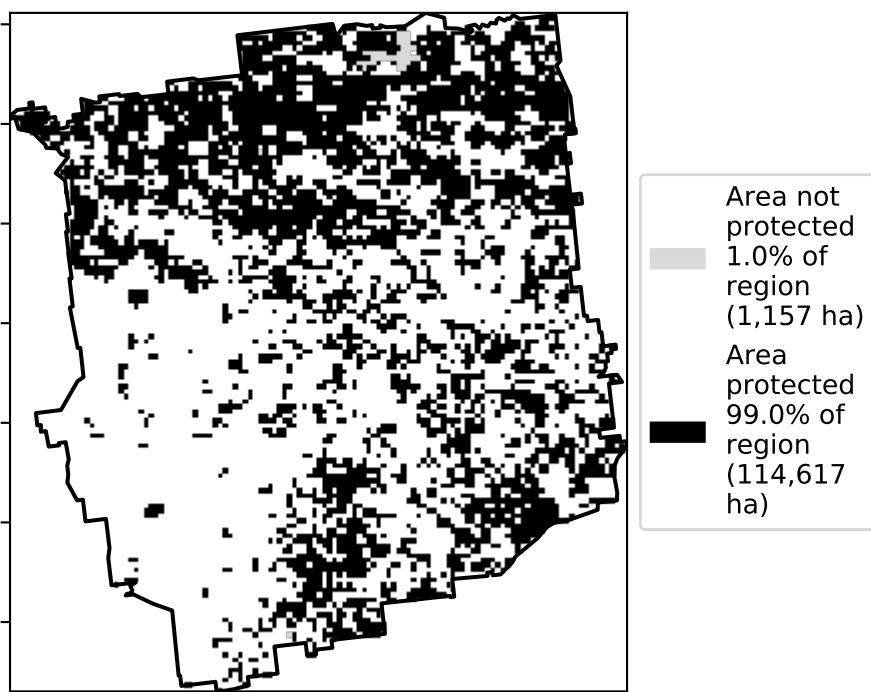 Area not
protected
1.0% of
region
(1,157 ha)
Area
protected
99.0% of
region
(114,617
ha)